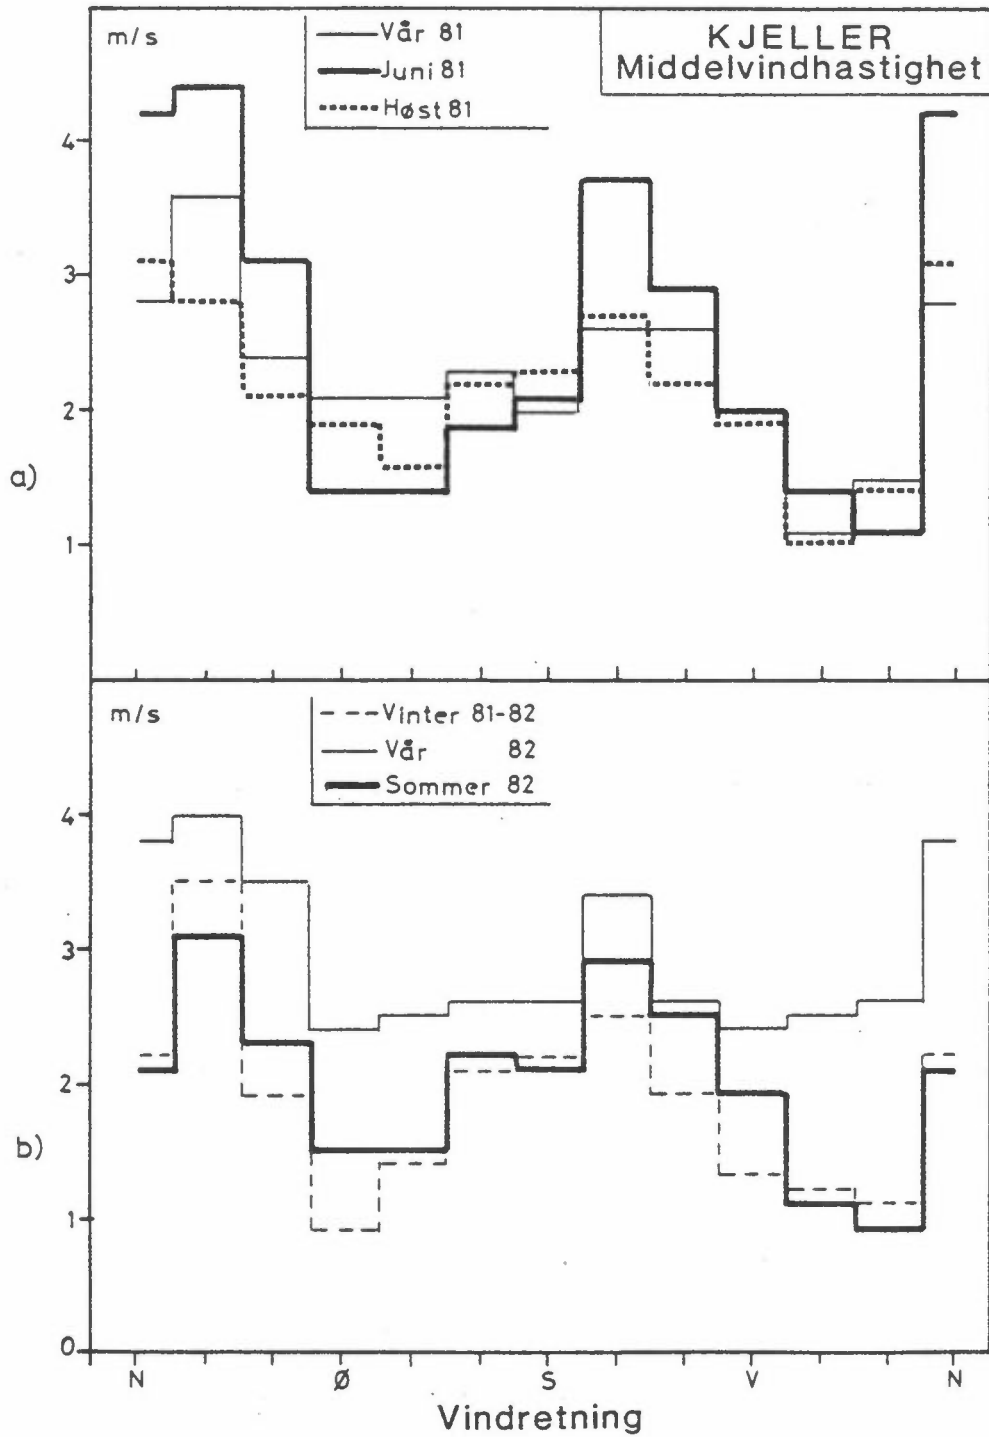 m/s
Vår 81
Juni 81
Høst 81
KJELLER
Middelvindhastighet
4
3
2
1
a)
m/s
Vinter 81-82
Vår 82
Sommer 82
4
3
2
1
0
b)
N Ø S V N
Vindretning